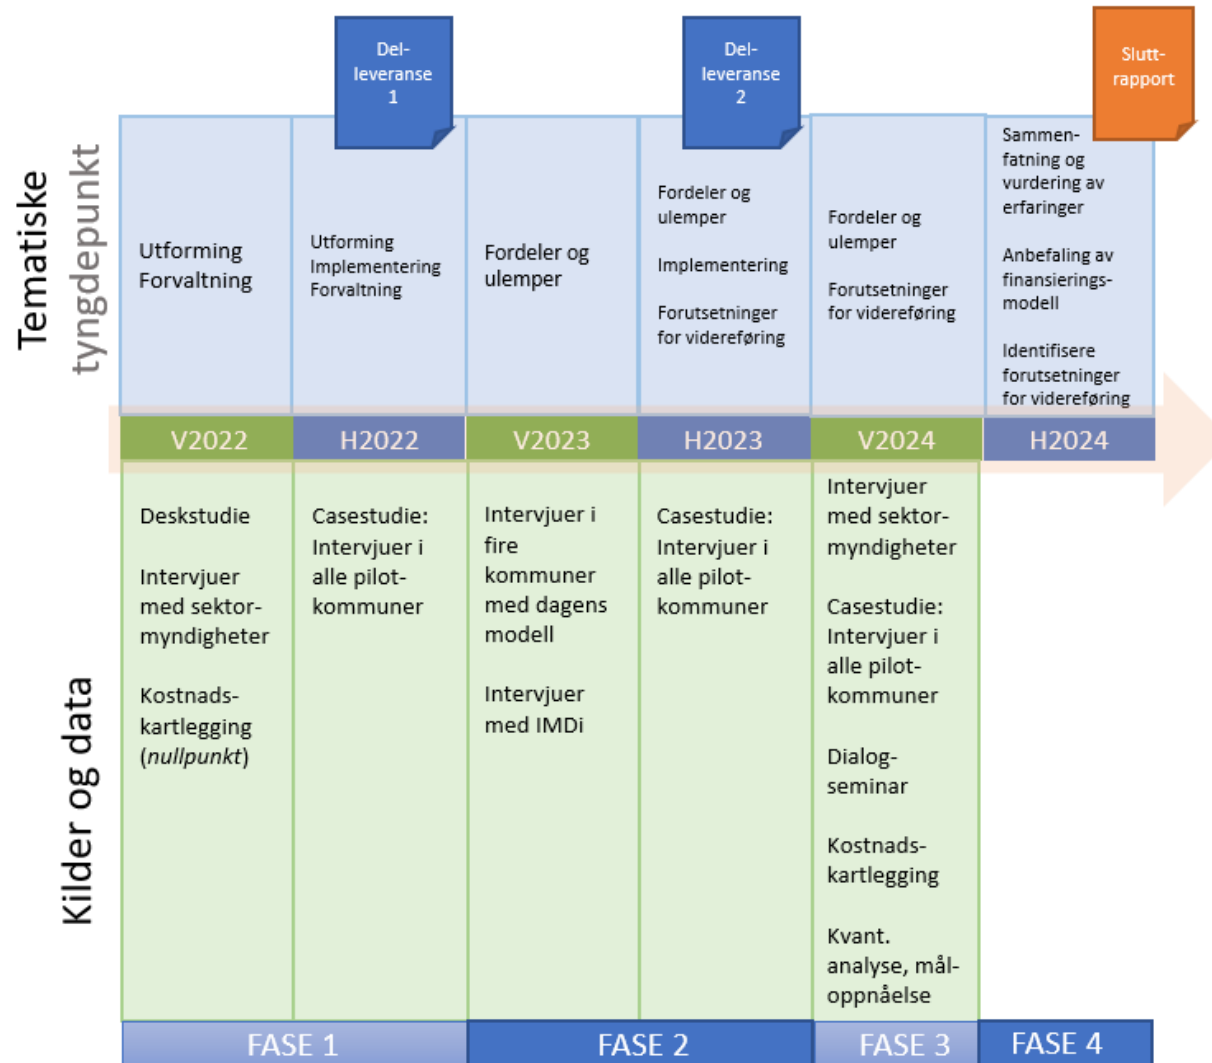 Del-
leveranse
1
Del-
leveranse
2
Slutt-
rapport
Tematiske
tyngdepunkt
Utforming
Forvaltning
Utforming
Implementering
Forvaltning
Fordeler og
ulemper
Fordeler og
ulemper
Implementering
Forutsetninger
for videreføring
Fordeler og
ulemper
Forutsetninger
for videreføring
Sammen-
fatning og
vurdering av
erfaringer
Anbefaling av
finansierings-
modell
Identifisere
forutsetninger
for videreføring
V2022
H2022
V2023
H2023
V2024
H2024
Kilder og data
Deskstudie
Intervjuer
med sektor-
myndigheter
Kostnads-
kartlegging
(nullpunkt)
Casestudie:
Intervjuer i
alle pilot-
kommuner
Intervjuer i
fire
kommuner
med dagens
modell
Intervjuer
med IMDi
Casestudie:
Intervjuer i
alle pilot-
kommuner
Intervjuer
med sektor-
myndigheter
Casestudie:
Intervjuer i
alle pilot-
kommuner
Dialog-
seminar
Kostnads-
kartlegging
Kvant.
analyse, mål-
oppnåelse
FASE 1
FASE 2
FASE 3
FASE 4